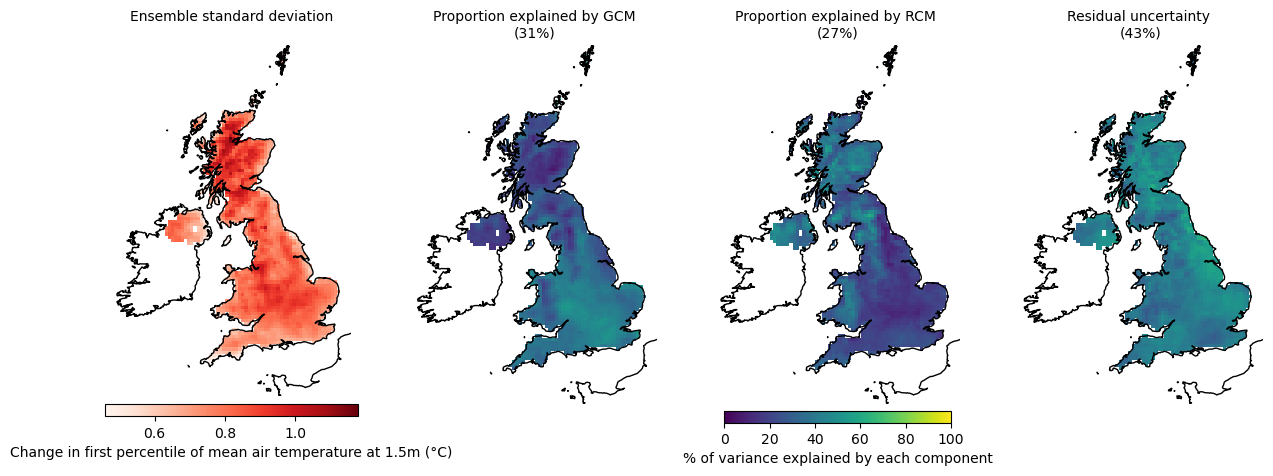 Ensemble standard deviation
Proportion explained by GCM
(31%)
Proportion explained by RCM
(27%)
Residual uncertainty
(43%)
0.6 0.8 1.0
Change in first percentile of mean air temperature at 1.5m (°C)
0 20 40 60 80 100
% of variance explained by each component